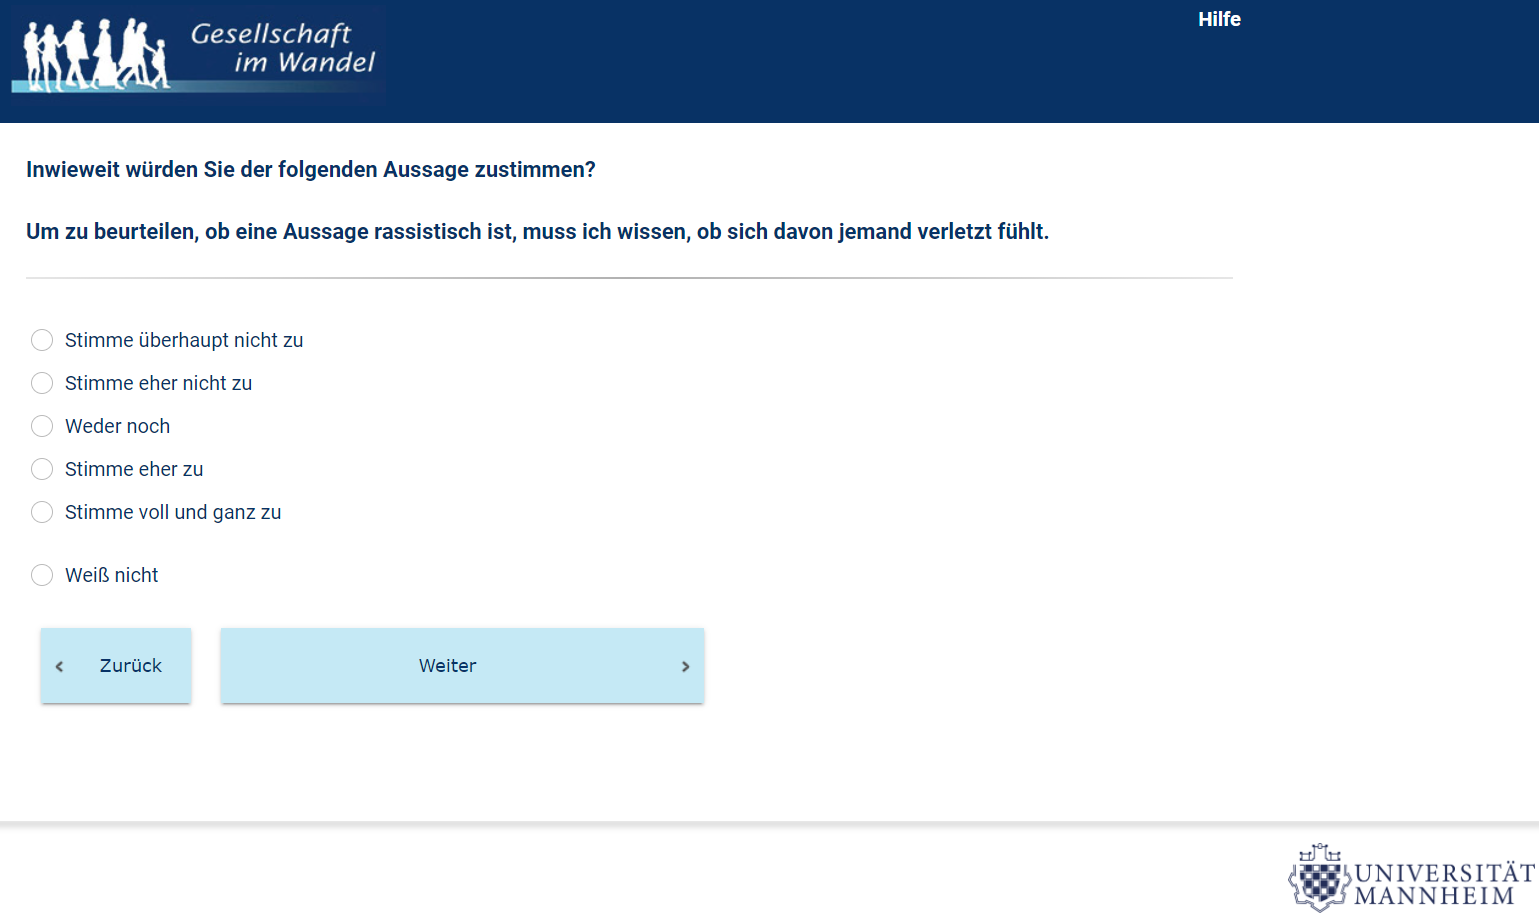 Gesellschaft
im Wandel
Hilfe
Inwieweit würden Sie der folgenden Aussage zustimmen?
Um zu beurteilen, ob eine Aussage rassistisch ist, muss ich wissen, ob sich davon jemand verletzt fühlt.
Stimme überhaupt nicht zu
Stimme eher nicht zu
Weder noch
Stimme eher zu
Stimme voll und ganz zu
Weiß nicht
Zurück
Weiter
UNIVERSITÄT
MANNHEIM